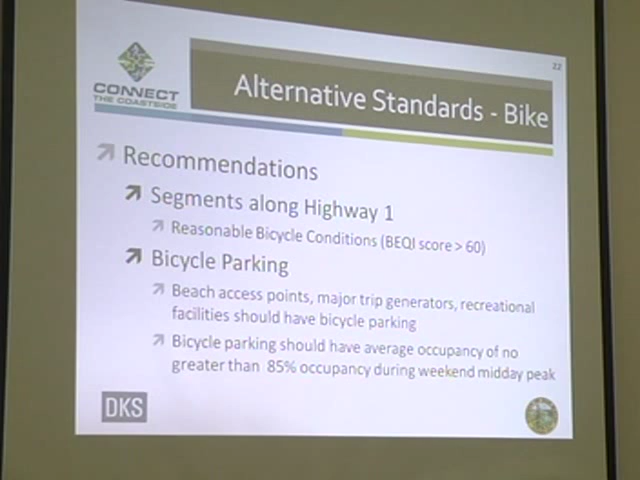 22
CONNECT
THE COASTSIDE
Alternative Standards - Bike
Recommendations
Segments along Highway 1
Reasonable Bicycle Conditions (BEQI score > 60)
Bicycle Parking
Beach access points, major trip generators, recreational
facilities should have bicycle parking
Bicycle parking should have average occupancy of no
greater than 85% occupancy during weekend midday peak
DKS